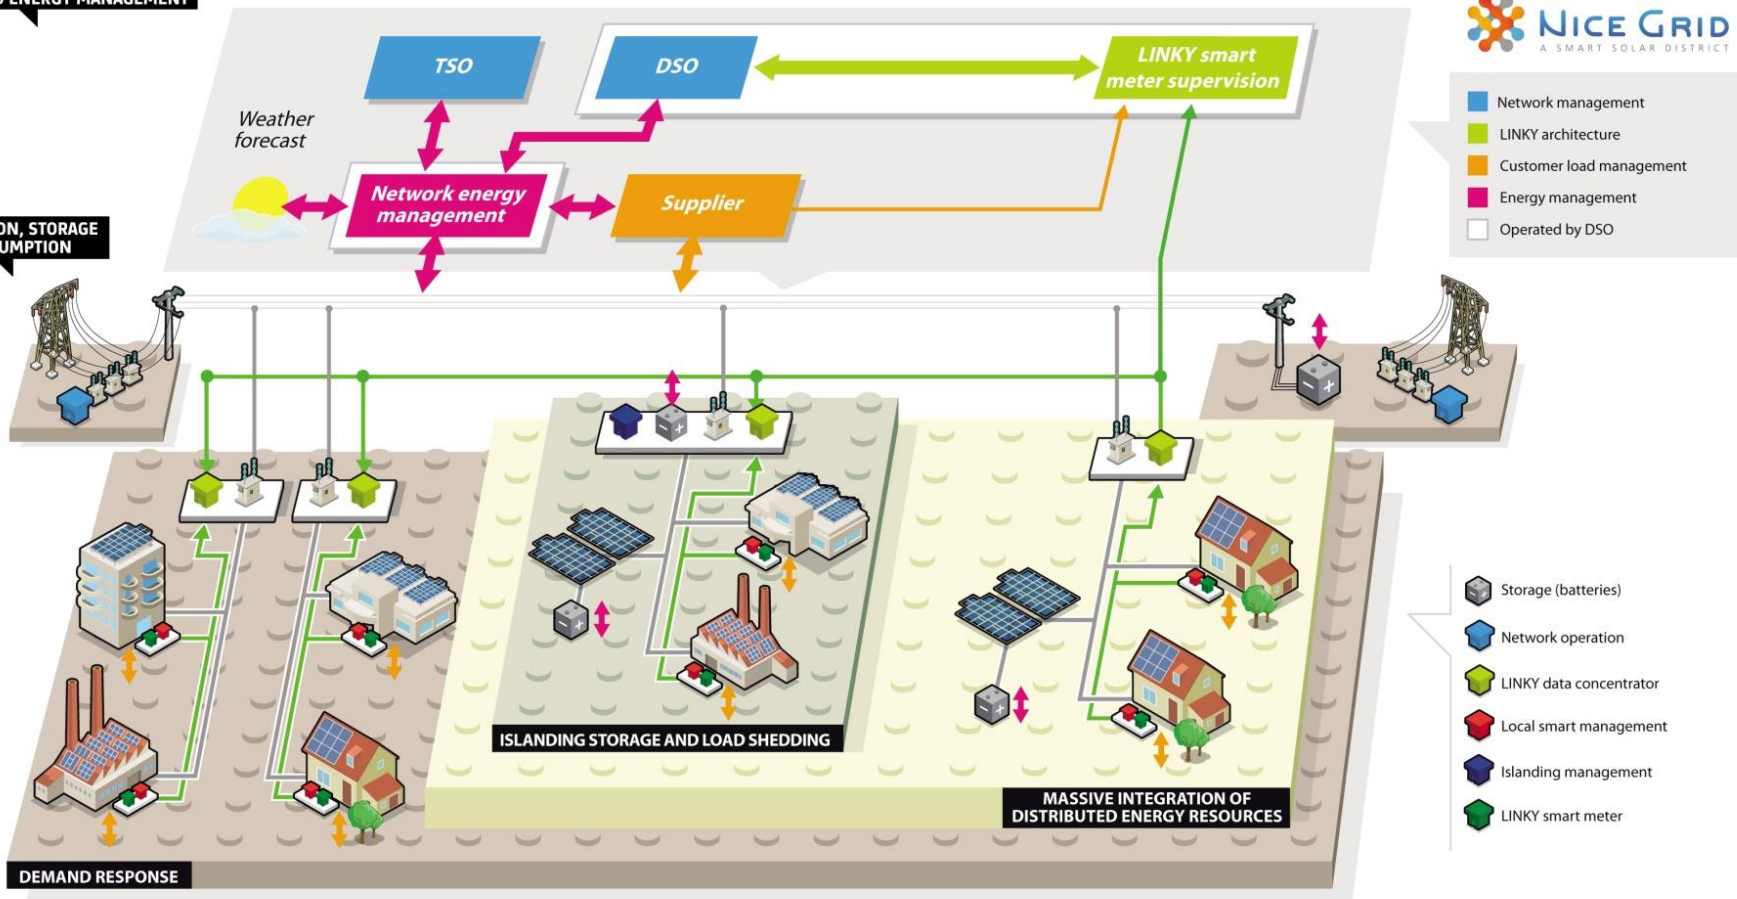 ENERGY MANAGEMENT
NICE GRID
A SMART SOLAR DISTRICT
TSO
DSO
LINKY smart
meter supervision
Weather
forecast
Network energy
management
Supplier
Network management
LINKY architecture
Customer load management
Energy management
Operated by DSO
STORAGE
Storage (batteries)
Network operation
LINKY data concentrator
Local smart management
Islanding management
LINKY smart meter
ISLANDING STORAGE AND LOAD SHEDDING
MASSIVE INTEGRATION OF
DISTRIBUTED ENERGY RESOURCES
DEMAND RESPONSE